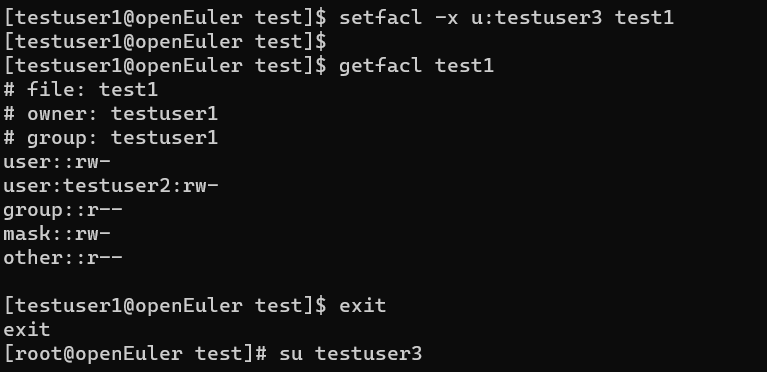 [testuser1@openEuler test]$ setfacl -x u:testuser3 test1
[testuser1@openEuler test]$
[testuser1@openEuler test]$ getfacl test1
# file: test1
# owner: testuser1
# group: testuser1
user::rw-
user:testuser2:rw-
group::r--
mask::rw-
other::r--

[testuser1@openEuler test]$ exit
exit
[root@openEuler test]# su testuser3